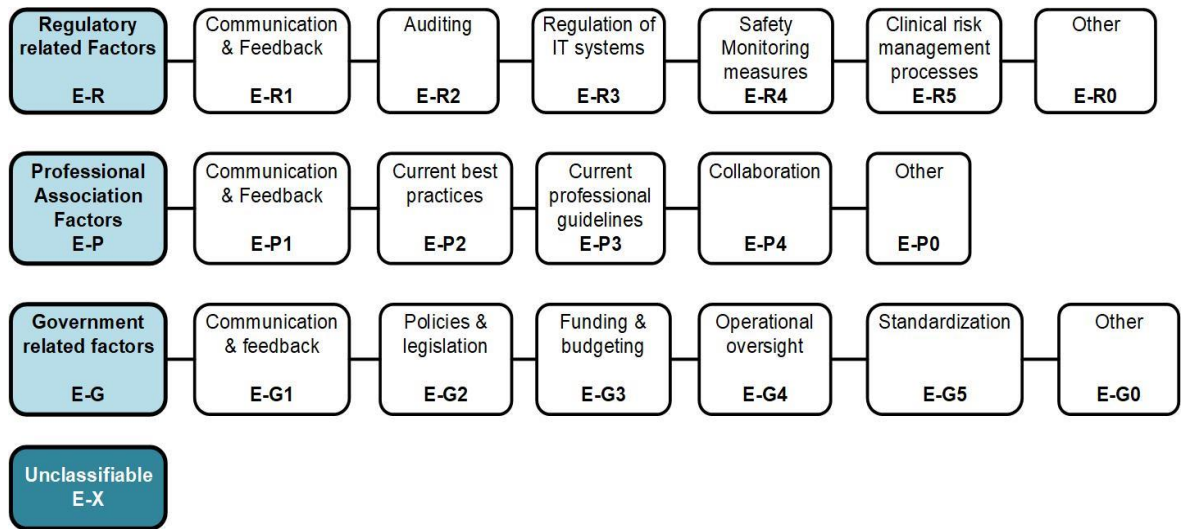 Regulatory
related Factors
E-R
Communication
& Feedback
E-R1
Auditing
E-R2
Regulation of
IT systems
E-R3
Safety
Monitoring
measures
E-R4
Clinical risk
management
processes
E-R5
Other
E-R0
Professional
Association
Factors
E-P
Communication
& Feedback
E-P1
Current best
practices
E-P2
Current
professional
guidelines
E-P3
Collaboration
E-P4
Other
E-P0
Government
related factors
E-G
Communication
& feedback
E-G1
Policies &
legislation
E-G2
Funding &
budgeting
E-G3
Operational
oversight
E-G4
Standardization
E-G5
Other
E-G0
Unclassifiable
E-X